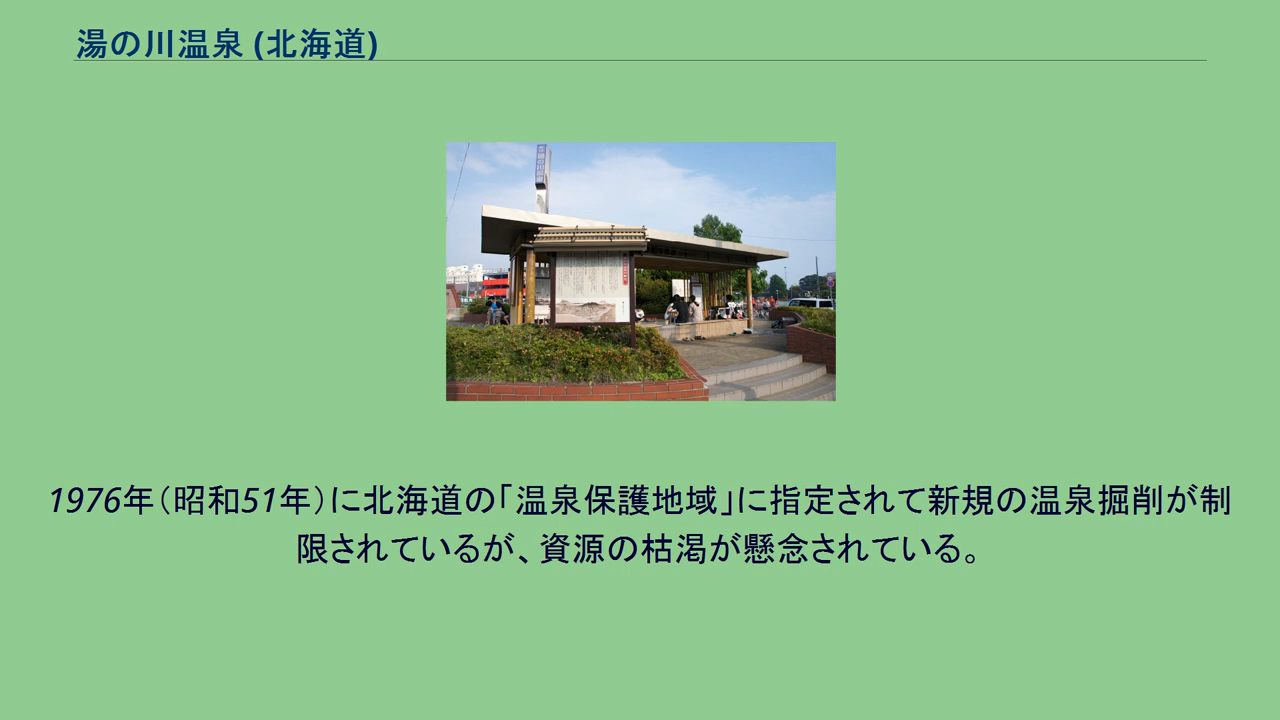 湯の川温泉 (北海道)
1976年（昭和51年）に北海道の「温泉保護地域」に指定されて新規の温泉掘削が制
限されているが、資源の枯渇が懸念されている。